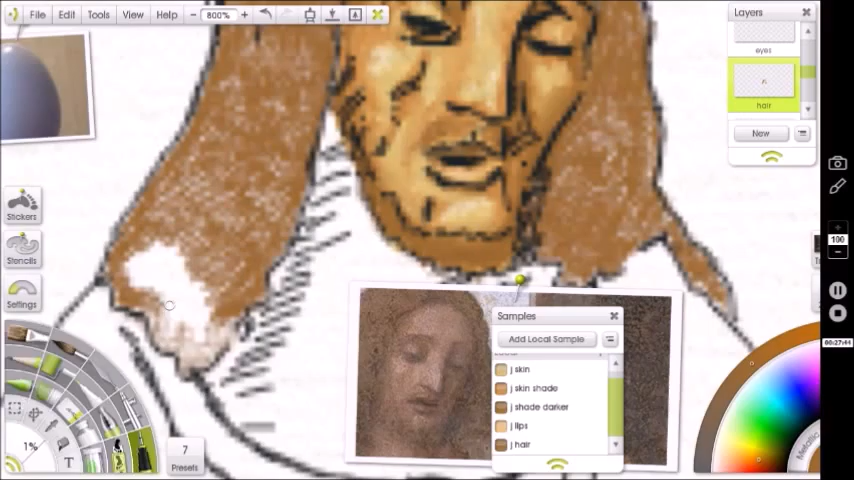 File Edit Tools View Help − 800%
Layers
eyes
hair
New
Stickers
Stencils
Settings
1%
T
7
Presets
Samples
Add Local Sample
j skin
j skin shade
j shade darker
j lips
j hair
Metallic
100